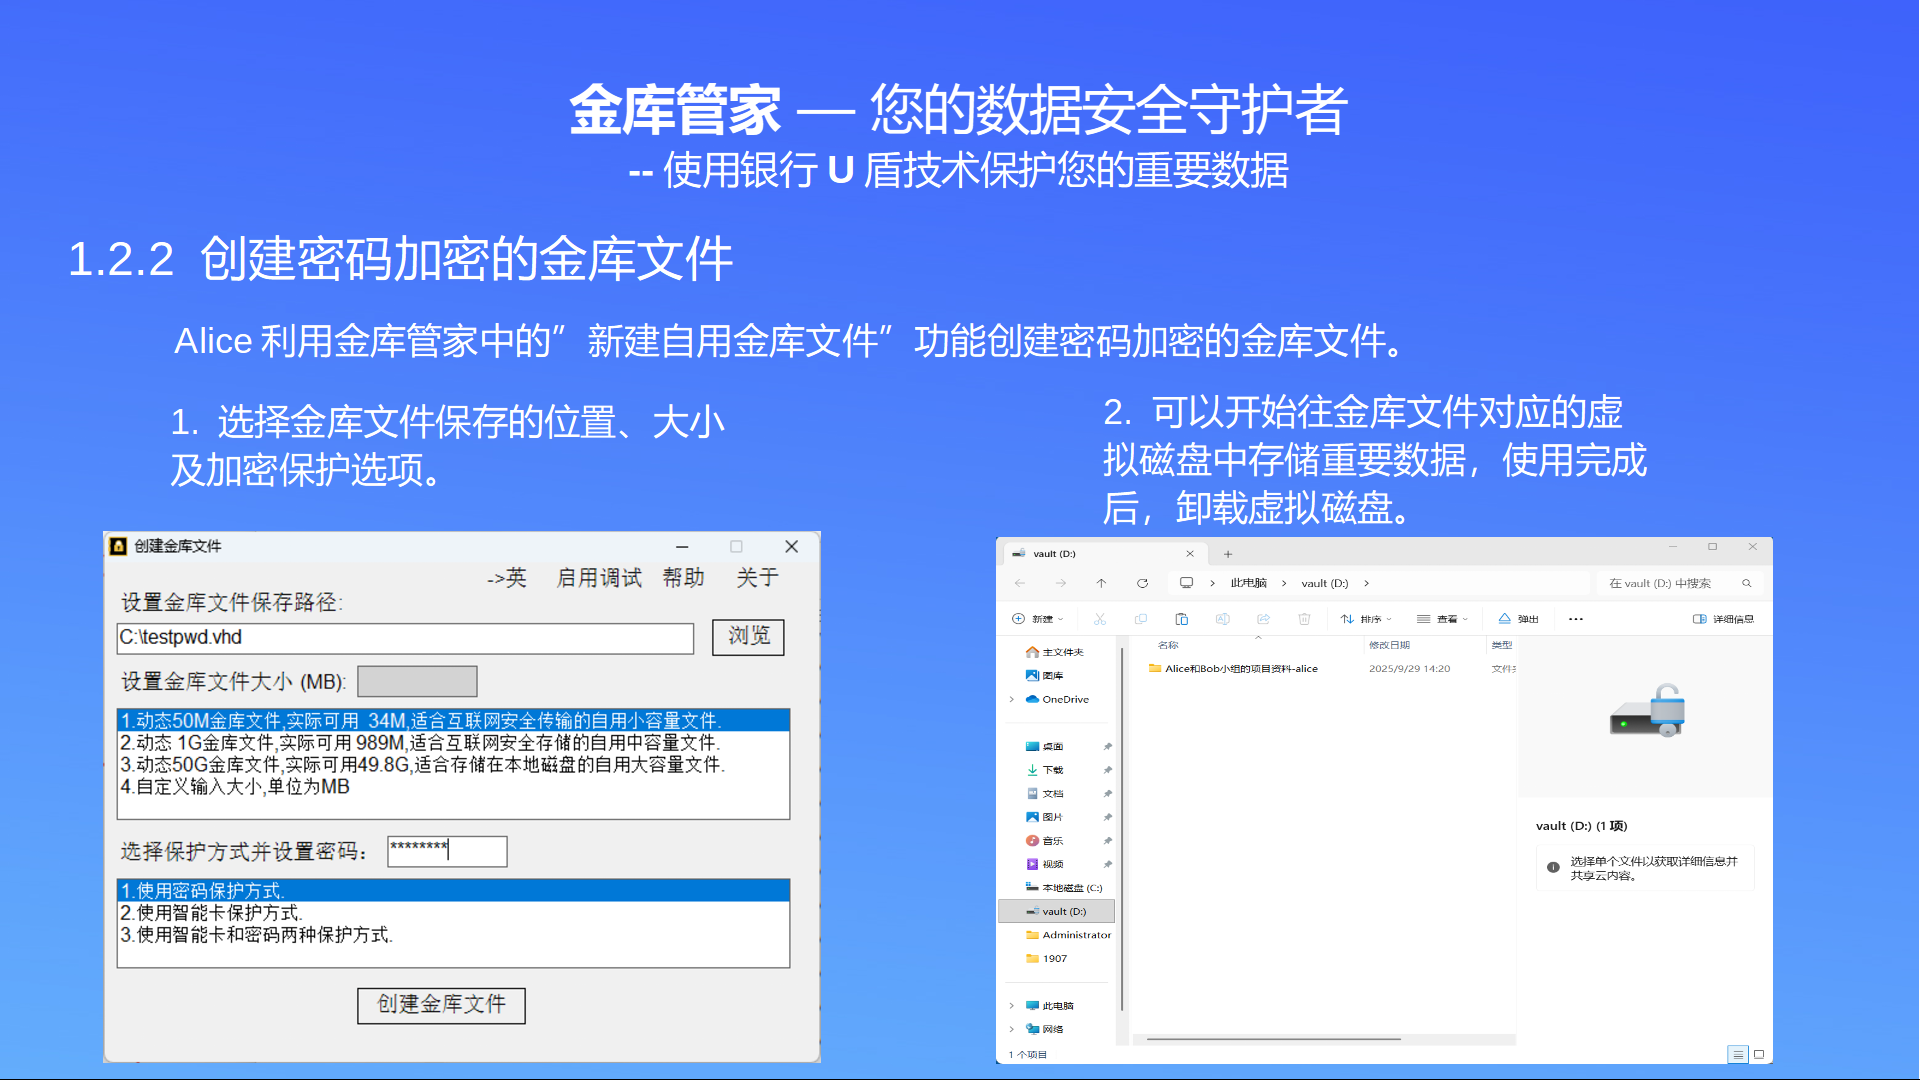 金库管家 — 您的数据安全守护者
-- 使用银行 U 盾技术保护您的重要数据
1.2.2 创建密码加密的金库文件
Alice 利用金库管家中的”新建自用金库文件”功能创建密码加密的金库文件。
1. 选择金库文件保存的位置、大小
及加密保护选项。
2. 可以开始往金库文件对应的虚
拟磁盘中存储重要数据，使用完成
后，卸载虚拟磁盘。
创建金库文件
->英 启用调试 帮助 关于
设置金库文件保存路径:
C:\testpwd.vhd
浏览
设置金库文件大小 (MB):
1.动态50M金库文件,实际可用 34M,适合互联网安全传输的自用小容量文件.
2.动态 1G金库文件,实际可用 989M,适合互联网安全存储的自用中容量文件.
3.动态50G金库文件,实际可用49.8G,适合存储在本地磁盘的自用大容量文件.
4.自定义输入大小,单位为MB
选择保护方式并设置密码： ********
1.使用密码保护方式.
2.使用智能卡保护方式.
3.使用智能卡和密码两种保护方式.
创建金库文件
vault (D:)
此电脑 > vault (D:) >
在 vault (D:) 中搜索
新建 排序 查看 弹出 ... 详细信息
名称 修改日期 类型
Alice和Bob小组的项目资料-alice 2025/9/29 14:20 文件夹
主文件夹
图库
OneDrive
桌面
下载
文档
图片
音乐
视频
本地磁盘 (C:)
vault (D:)
Administrator
1907
此电脑
网络
1 个项目
vault (D:) (1 项)
选择单个文件以获取详细信息并
共享云内容。